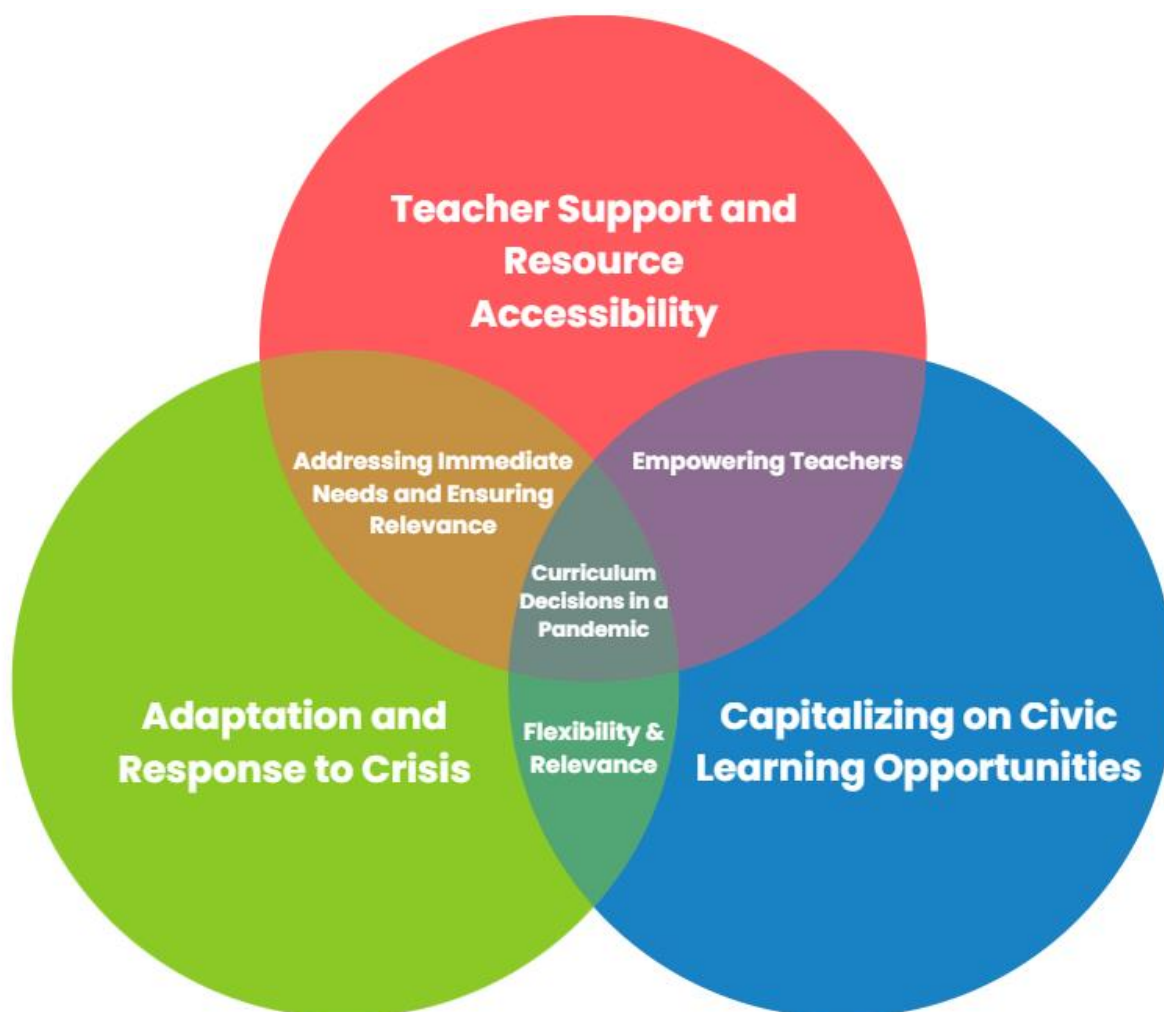 Teacher Support and
Resource
Accessibility
Addressing Immediate
Needs and Ensuring
Relevance
Empowering Teachers
Curriculum
Decisions in a
Pandemic
Adaptation and
Response to Crisis
Flexibility &
Relevance
Capitalizing on Civic
Learning Opportunities